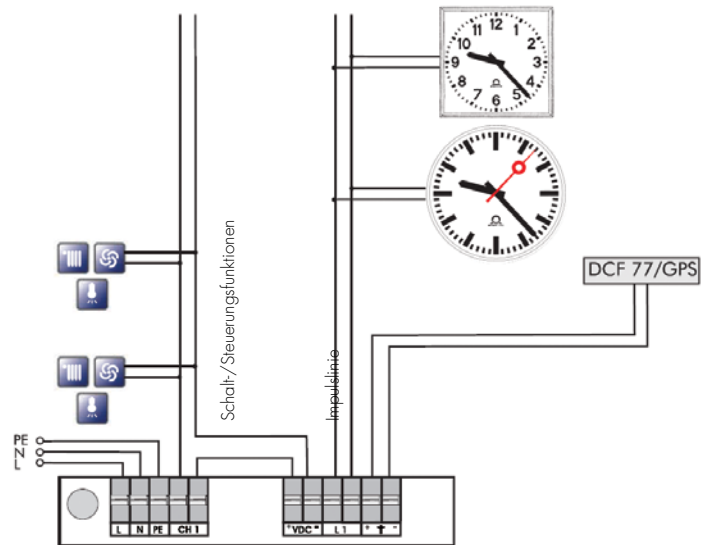 11 12 1
10 2
9 3
8 4
7 6 5
DCF 77/GPS
Schalt-/Steuerungsfunktionen
Impulslinie
PE
N
L
L N PE CH 1 + VDC = L 1 + -